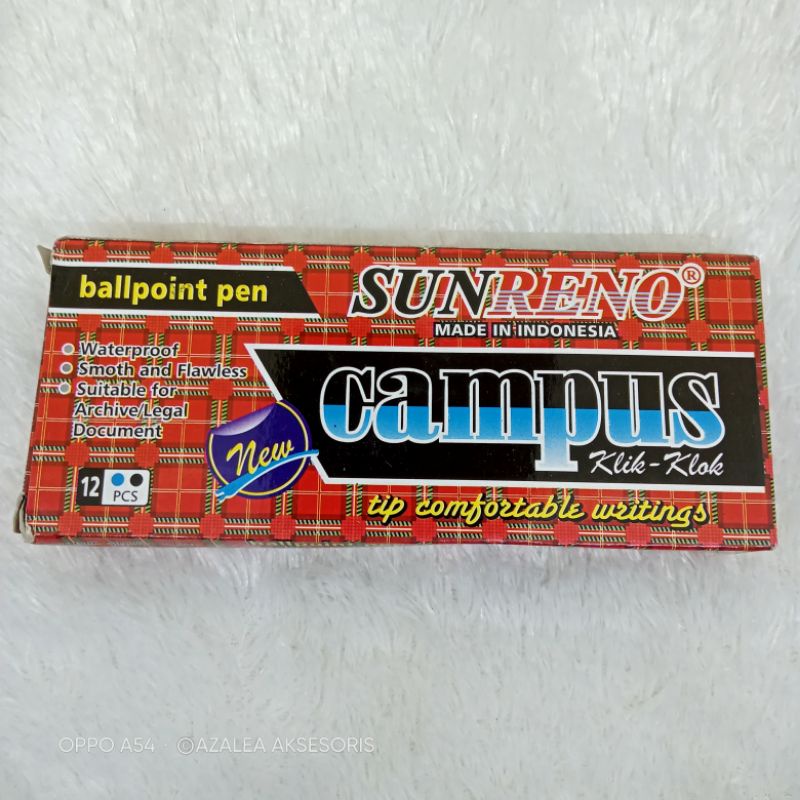 ballpoint pen
SUNRENO®
MADE IN INDONESIA
Waterproof
Smoth and Flawless
Suitable for
Archive/Legal
Document
New
campus
Klik-Klok
12 PCS
tip comfortable writings
OPPO A54 · ©AZALEA AKSESORIS